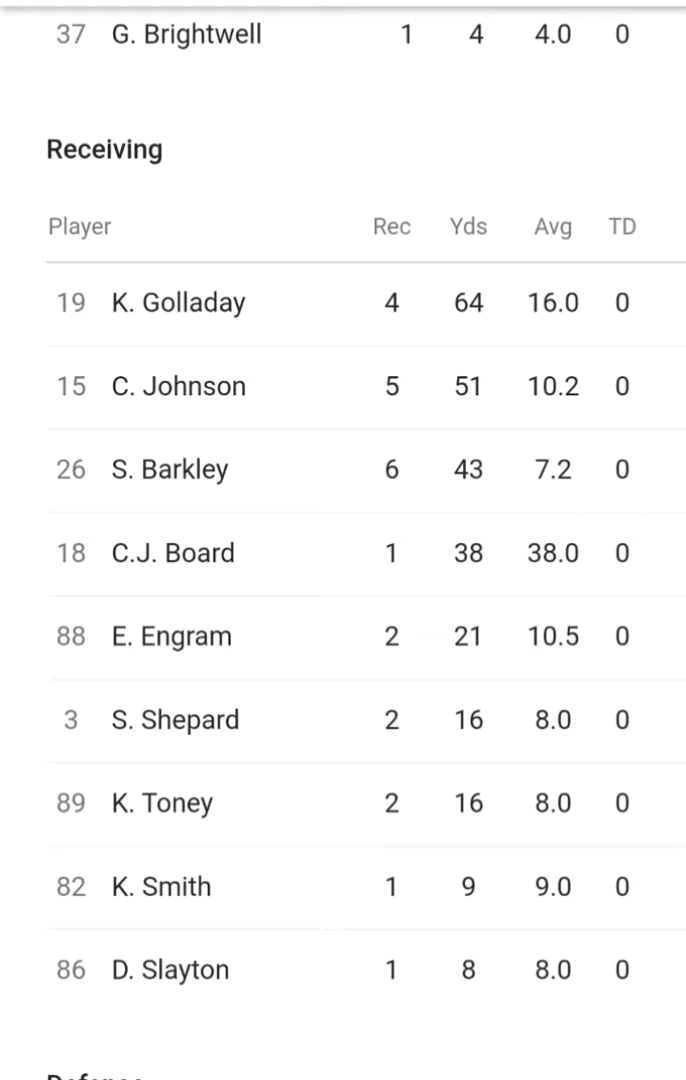 37 G. Brightwell 1 4 4.0 0
Receiving
Player Rec Yds Avg TD
19 K. Golladay 4 64 16.0 0
15 C. Johnson 5 51 10.2 0
26 S. Barkley 6 43 7.2 0
18 C.J. Board 1 38 38.0 0
88 E. Engram 2 21 10.5 0
3 S. Shepard 2 16 8.0 0
89 K. Toney 2 16 8.0 0
82 K. Smith 1 9 9.0 0
86 D. Slayton 1 8 8.0 0